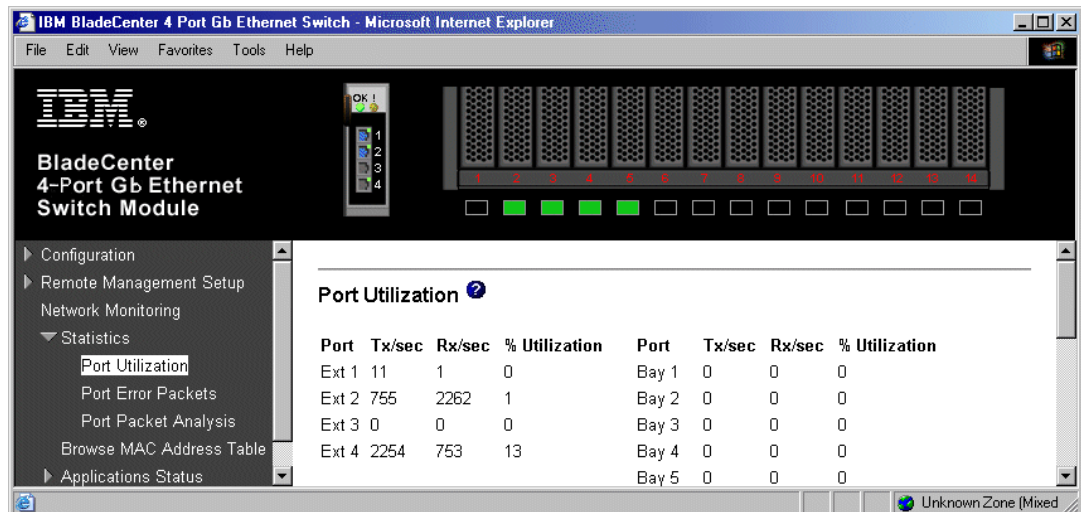 IBM BladeCenter 4 Port Gb Ethernet Switch - Microsoft Internet Explorer
File Edit View Favorites Tools Help
IBM®
BladeCenter
4-Port Gb Ethernet
Switch Module
OK !
1
2
3
4
1 2 3 4 5 6 7 8 9 10 11 12 13 14
Configuration
Remote Management Setup
Network Monitoring
Statistics
Port Utilization
Port Error Packets
Port Packet Analysis
Browse MAC Address Table
Applications Status
Port Utilization ?
Port Tx/sec Rx/sec % Utilization Port Tx/sec Rx/sec % Utilization
Ext 1 11 1 0 Bay 1 0 0 0
Ext 2 755 2262 1 Bay 2 0 0 0
Ext 3 0 0 0 Bay 3 0 0 0
Ext 4 2254 753 13 Bay 4 0 0 0
Bay 5 0 0 0
Unknown Zone (Mixed